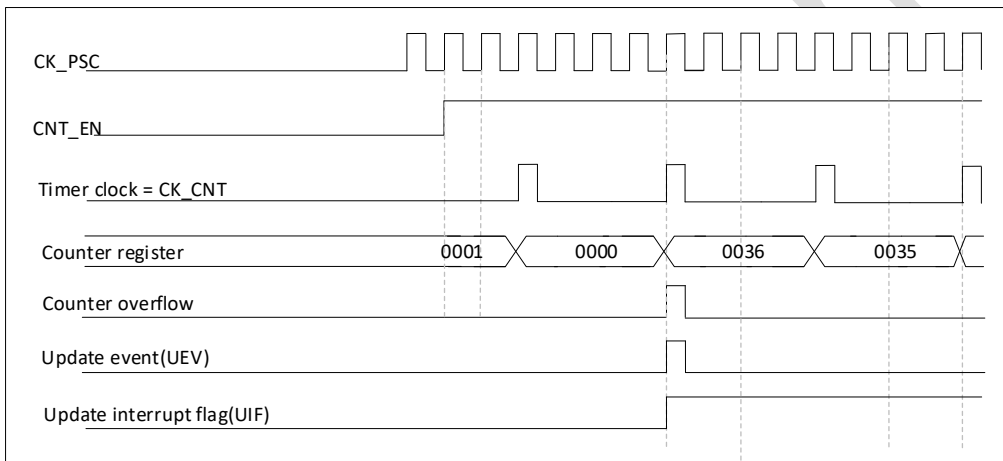 CK_PSC
CNT_EN
Timer clock = CK_CNT
Counter register 0001 0000 0036 0035
Counter overflow
Update event(UEV)
Update interrupt flag(UIF)